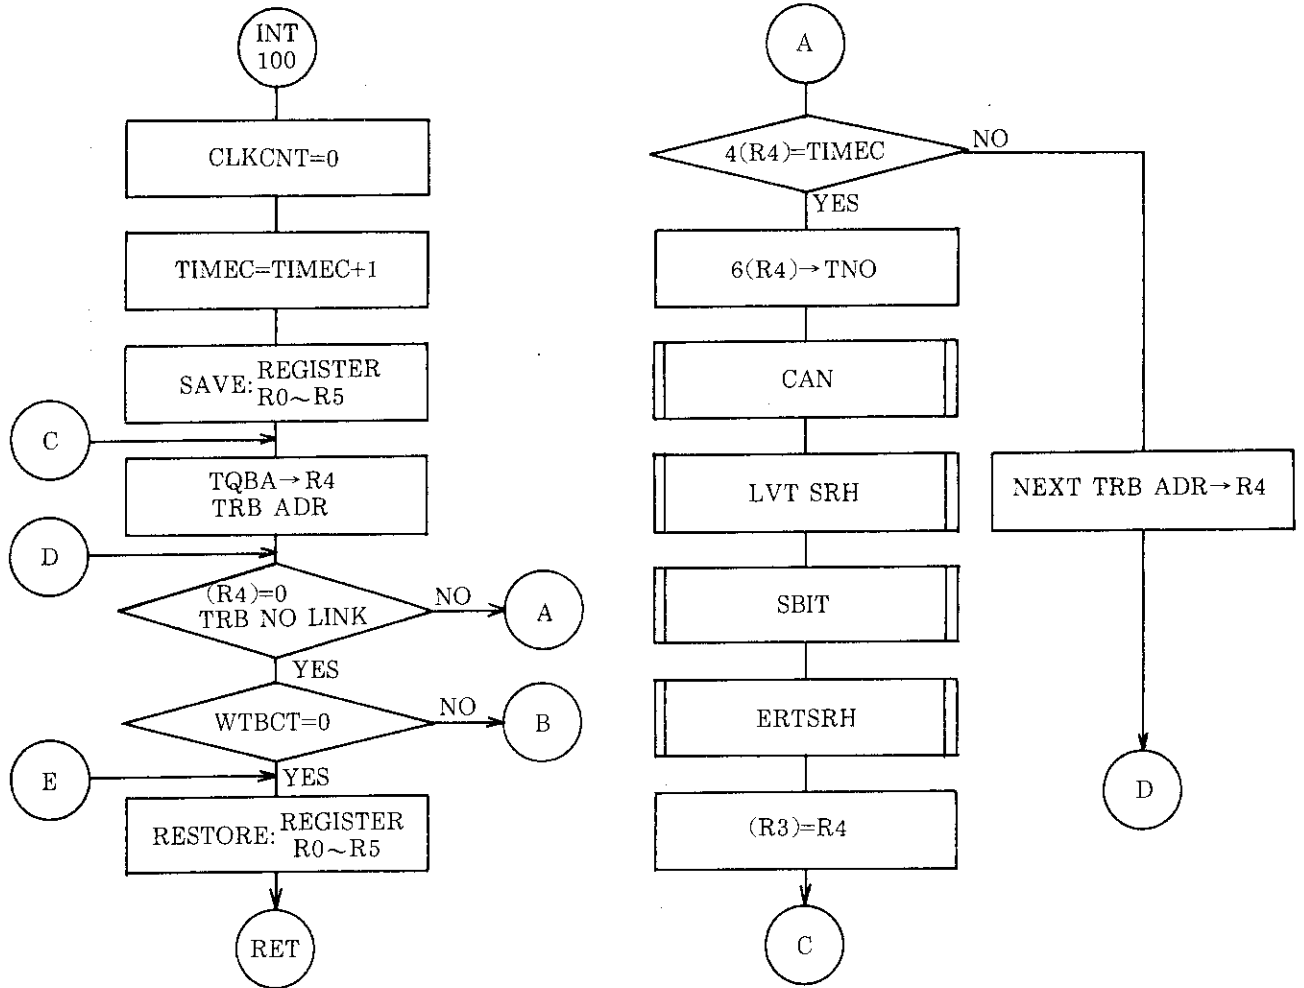 INT
100
CLKCNT=0
TIMEC=TIMEC+1
SAVE: REGISTER
R0~R5
C
TQBA→R4
TRB ADR
D
(R4)=0
TRB NO LINK
NO
A
YES
WTBCT=0
NO
B
E
YES
RESTORE: REGISTER
R0~R5
RET
A
4(R4)=TIMEC
NO
YES
6(R4)→TNO
CAN
LVT SRH
NEXT TRB ADR→R4
SBIT
ERTSRH
D
(R3)=R4
C